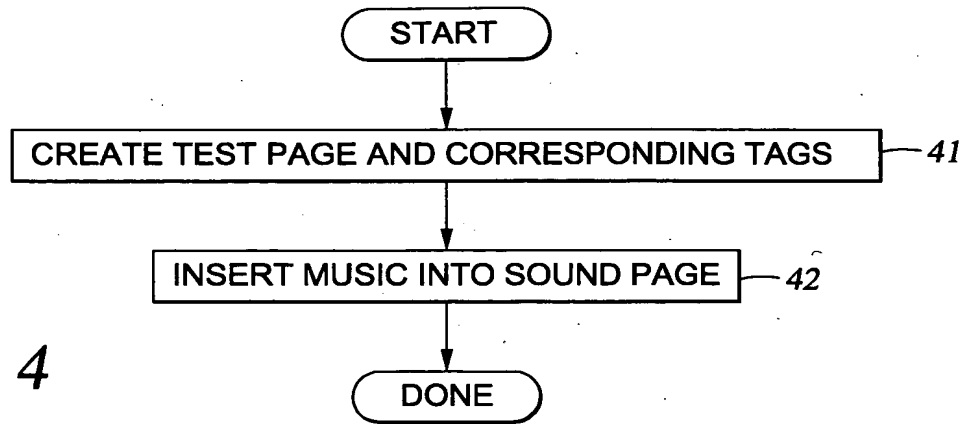 START
CREATE TEST PAGE AND CORRESPONDING TAGS
41
INSERT MUSIC INTO SOUND PAGE
42
4
DONE